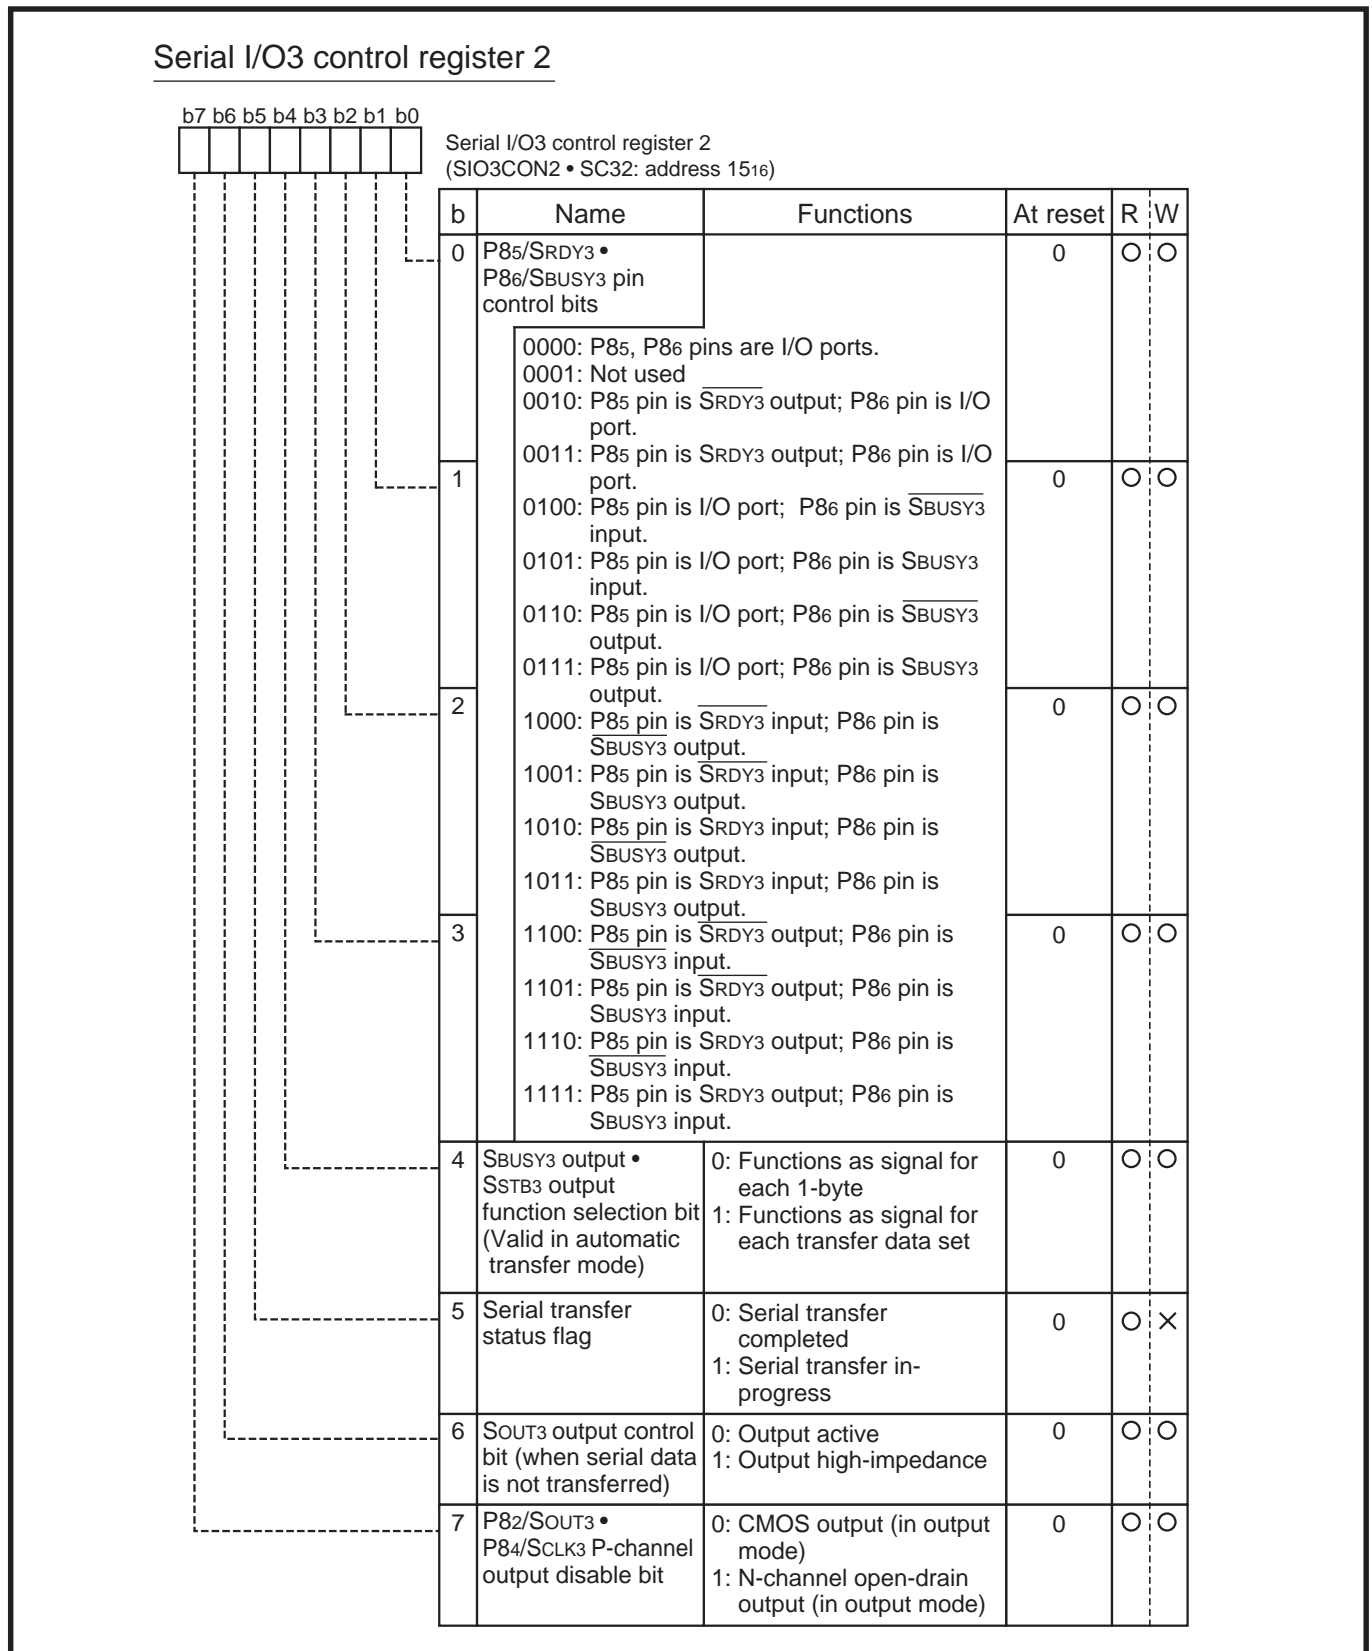 Serial I/O3 control register 2
b7 b6 b5 b4 b3 b2 b1 b0
Serial I/O3 control register 2
(SIO3CON2 • SC32: address 1516)
b Name Functions At reset R W
0 P85/SRDY3 • 0 O O
P86/SBUSY3 pin
control bits
0000: P85, P86 pins are I/O ports.
0001: Not used
0010: P85 pin is S̅R̅D̅Y̅3̅ output; P86 pin is I/O
port.
0011: P85 pin is SRDY3 output; P86 pin is I/O
1 port. 0 O O
0100: P85 pin is I/O port; P86 pin is S̅B̅U̅S̅Y̅3̅
input.
0101: P85 pin is I/O port; P86 pin is SBUSY3
input.
0110: P85 pin is I/O port; P86 pin is S̅B̅U̅S̅Y̅3̅
output.
0111: P85 pin is I/O port; P86 pin is SBUSY3
2 output. 0 O O
1000: P85 pin is S̅R̅D̅Y̅3̅ input; P86 pin is
S̅B̅U̅S̅Y̅3̅ output.
1001: P85 pin is S̅R̅D̅Y̅3̅ input; P86 pin is
SBUSY3 output.
1010: P85 pin is SRDY3 input; P86 pin is
S̅B̅U̅S̅Y̅3̅ output.
1011: P85 pin is SRDY3 input; P86 pin is
SBUSY3 output.
3 1100: P85 pin is S̅R̅D̅Y̅3̅ output; P86 pin is 0 O O
S̅B̅U̅S̅Y̅3̅ input.
1101: P85 pin is S̅R̅D̅Y̅3̅ output; P86 pin is
SBUSY3 input.
1110: P85 pin is SRDY3 output; P86 pin is
S̅B̅U̅S̅Y̅3̅ input.
1111: P85 pin is SRDY3 output; P86 pin is
SBUSY3 input.
4 SBUSY3 output • 0: Functions as signal for 0 O O
SSTB3 output each 1-byte
function selection bit 1: Functions as signal for
(Valid in automatic each transfer data set
transfer mode)
5 Serial transfer 0: Serial transfer 0 O ×
status flag completed
1: Serial transfer in-
progress
6 SOUT3 output control 0: Output active 0 O O
bit (when serial data 1: Output high-impedance
is not transferred)
7 P82/SOUT3 • 0: CMOS output (in output 0 O O
P84/SCLK3 P-channel mode)
output disable bit 1: N-channel open-drain
output (in output mode)